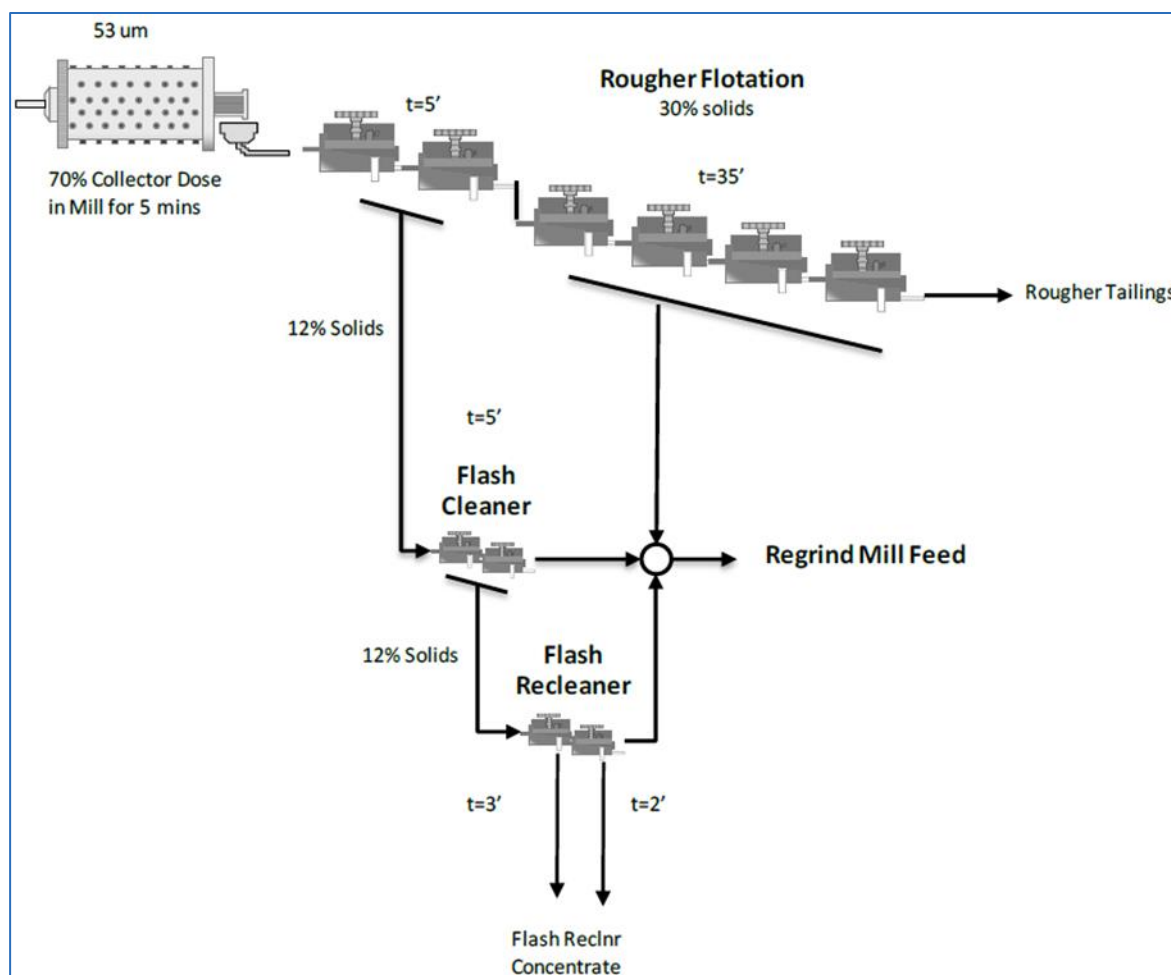 53 um
70% Collector Dose
in Mill for 5 mins
t=5’
Rougher Flotation
30% solids
t=35’
Rougher Tailings
12% Solids
t=5’
Flash
Cleaner
Regrind Mill Feed
12% Solids
Flash
Recleaner
t=3’
t=2’
Flash Reclnr
Concentrate